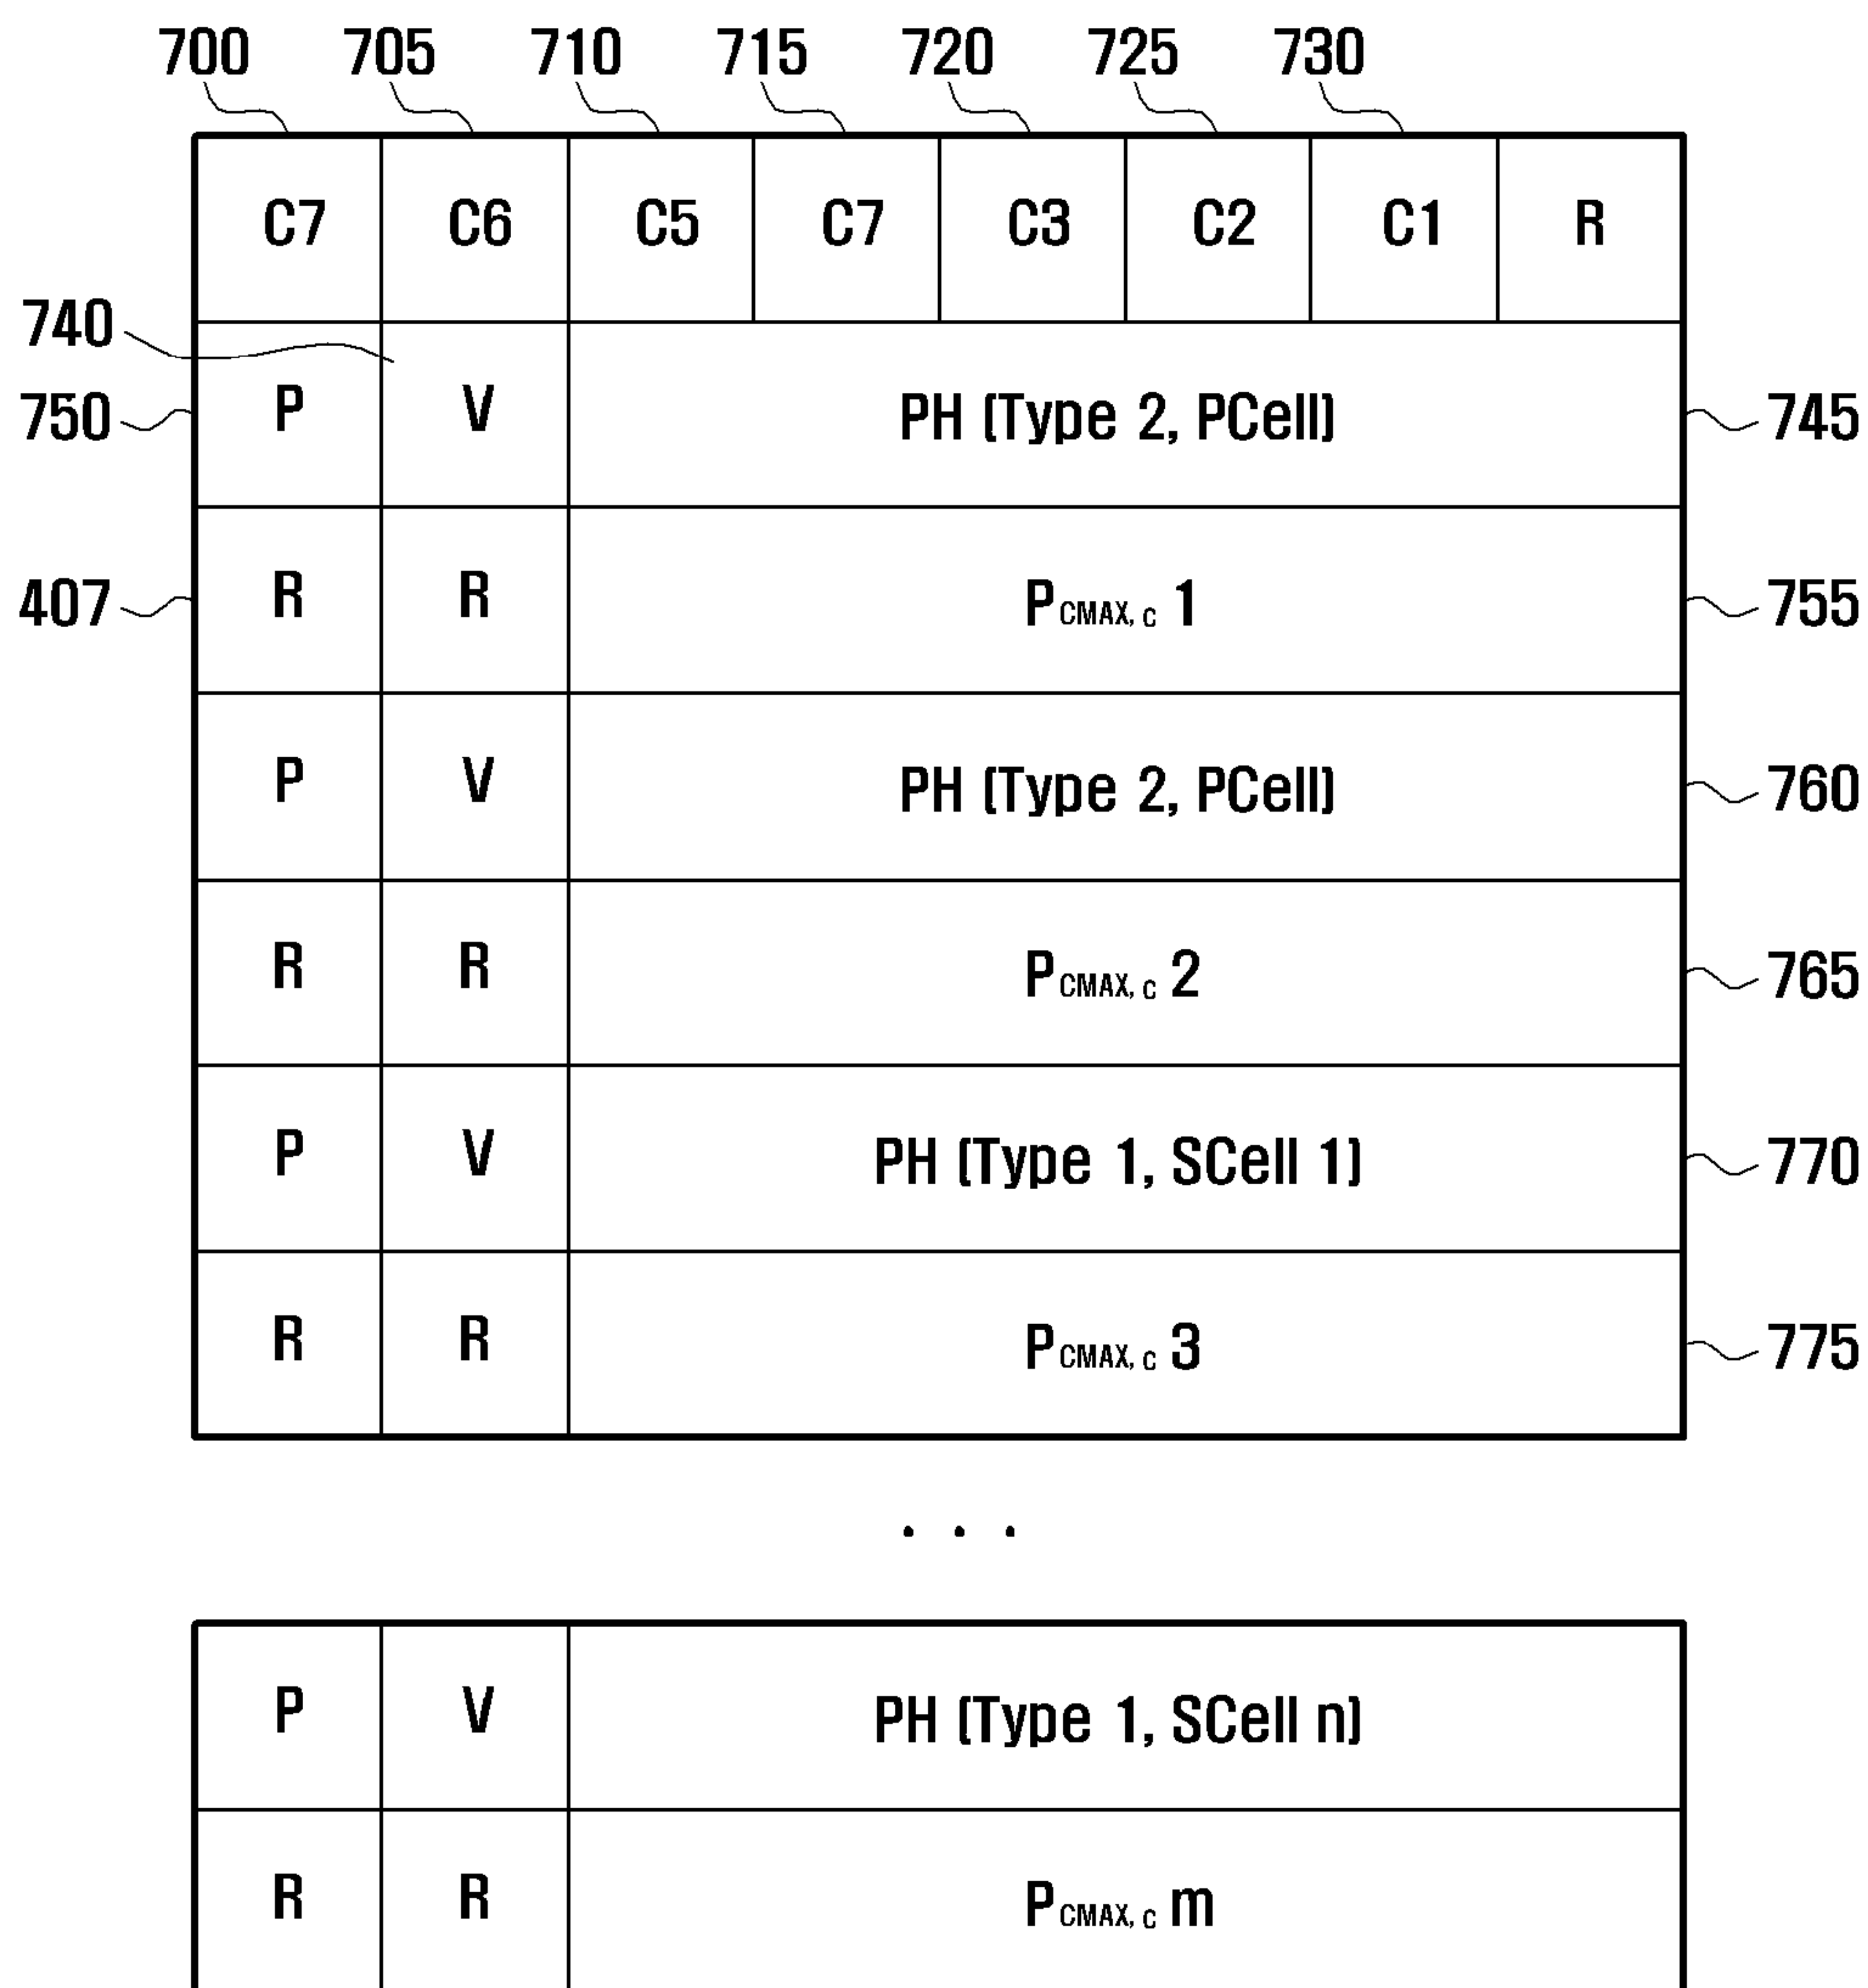 700 705 710 715 720 725 730
C7 C6 C5 C7 C3 C2 C1 R
740
750 P V PH (Type 2, PCell) 745
407 R R PCMAX, C 1 755
P V PH (Type 2, PCell) 760
R R PCMAX, C 2 765
P V PH (Type 1, SCell 1) 770
R R PCMAX, C 3 775
. . .
P V PH (Type 1, SCell n)
R R PCMAX, C m